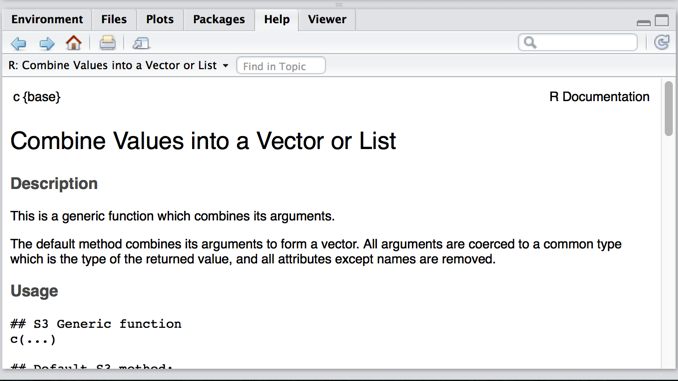 Environment Files Plots Packages Help Viewer
R: Combine Values into a Vector or List Find in Topic
c {base} R Documentation
Combine Values into a Vector or List
Description
This is a generic function which combines its arguments.
The default method combines its arguments to form a vector. All arguments are coerced to a common type
which is the type of the returned value, and all attributes except names are removed.
Usage
## S3 Generic function
c(...)
## Default S3 method: